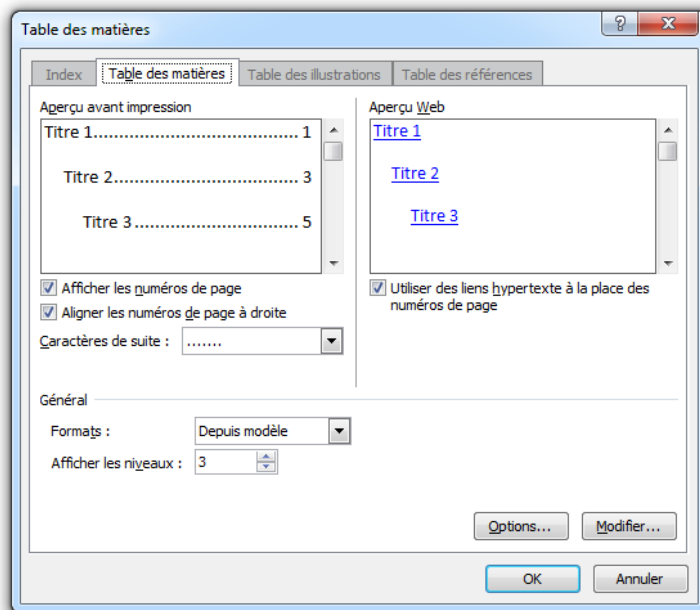 Table des matières
Index
Table des matières
Table des illustrations
Table des références
Aperçu avant impression
Titre 1.................................... 1
Titre 2................................ 3
Titre 3............................. 5
Afficher les numéros de page
Aligner les numéros de page à droite
Caractères de suite : .......
Aperçu Web
Titre 1
Titre 2
Titre 3
Utiliser des liens hypertexte à la place des
numéros de page
Général
Formats : Depuis modèle
Afficher les niveaux : 3
Options... Modifier...
OK Annuler